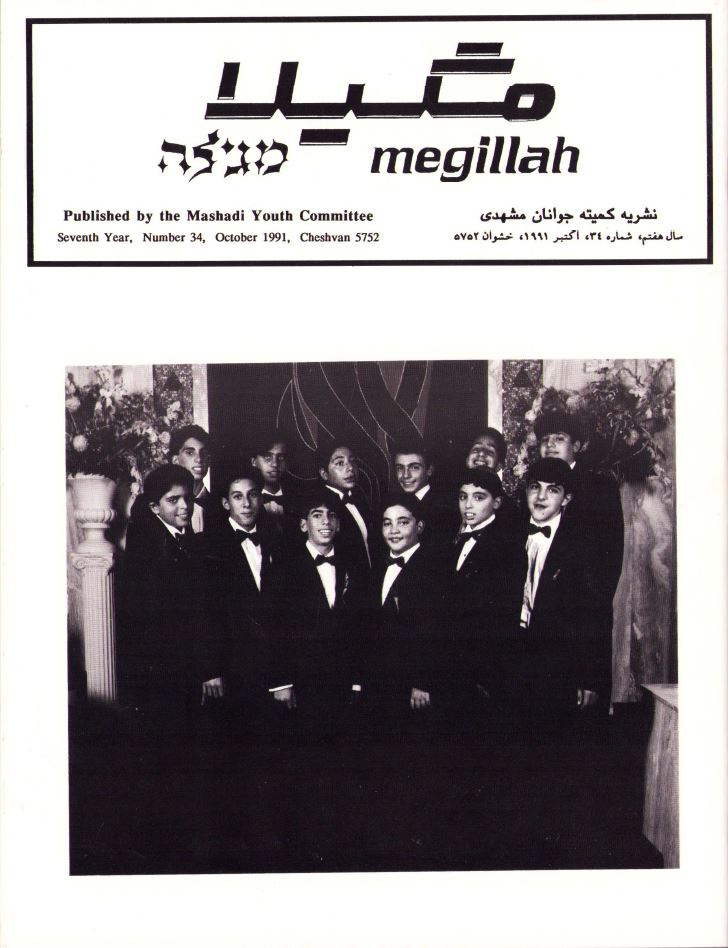 مگیلا
מגילה megillah
Published by the Mashadi Youth Committee
نشریه کمیته جوانان مشهدی
Seventh Year, Number 34, October 1991, Cheshvan 5752
سال هفتم، شماره ۳٤، اکتبر ۱۹۹۱، خشوان ۵۷۵۲